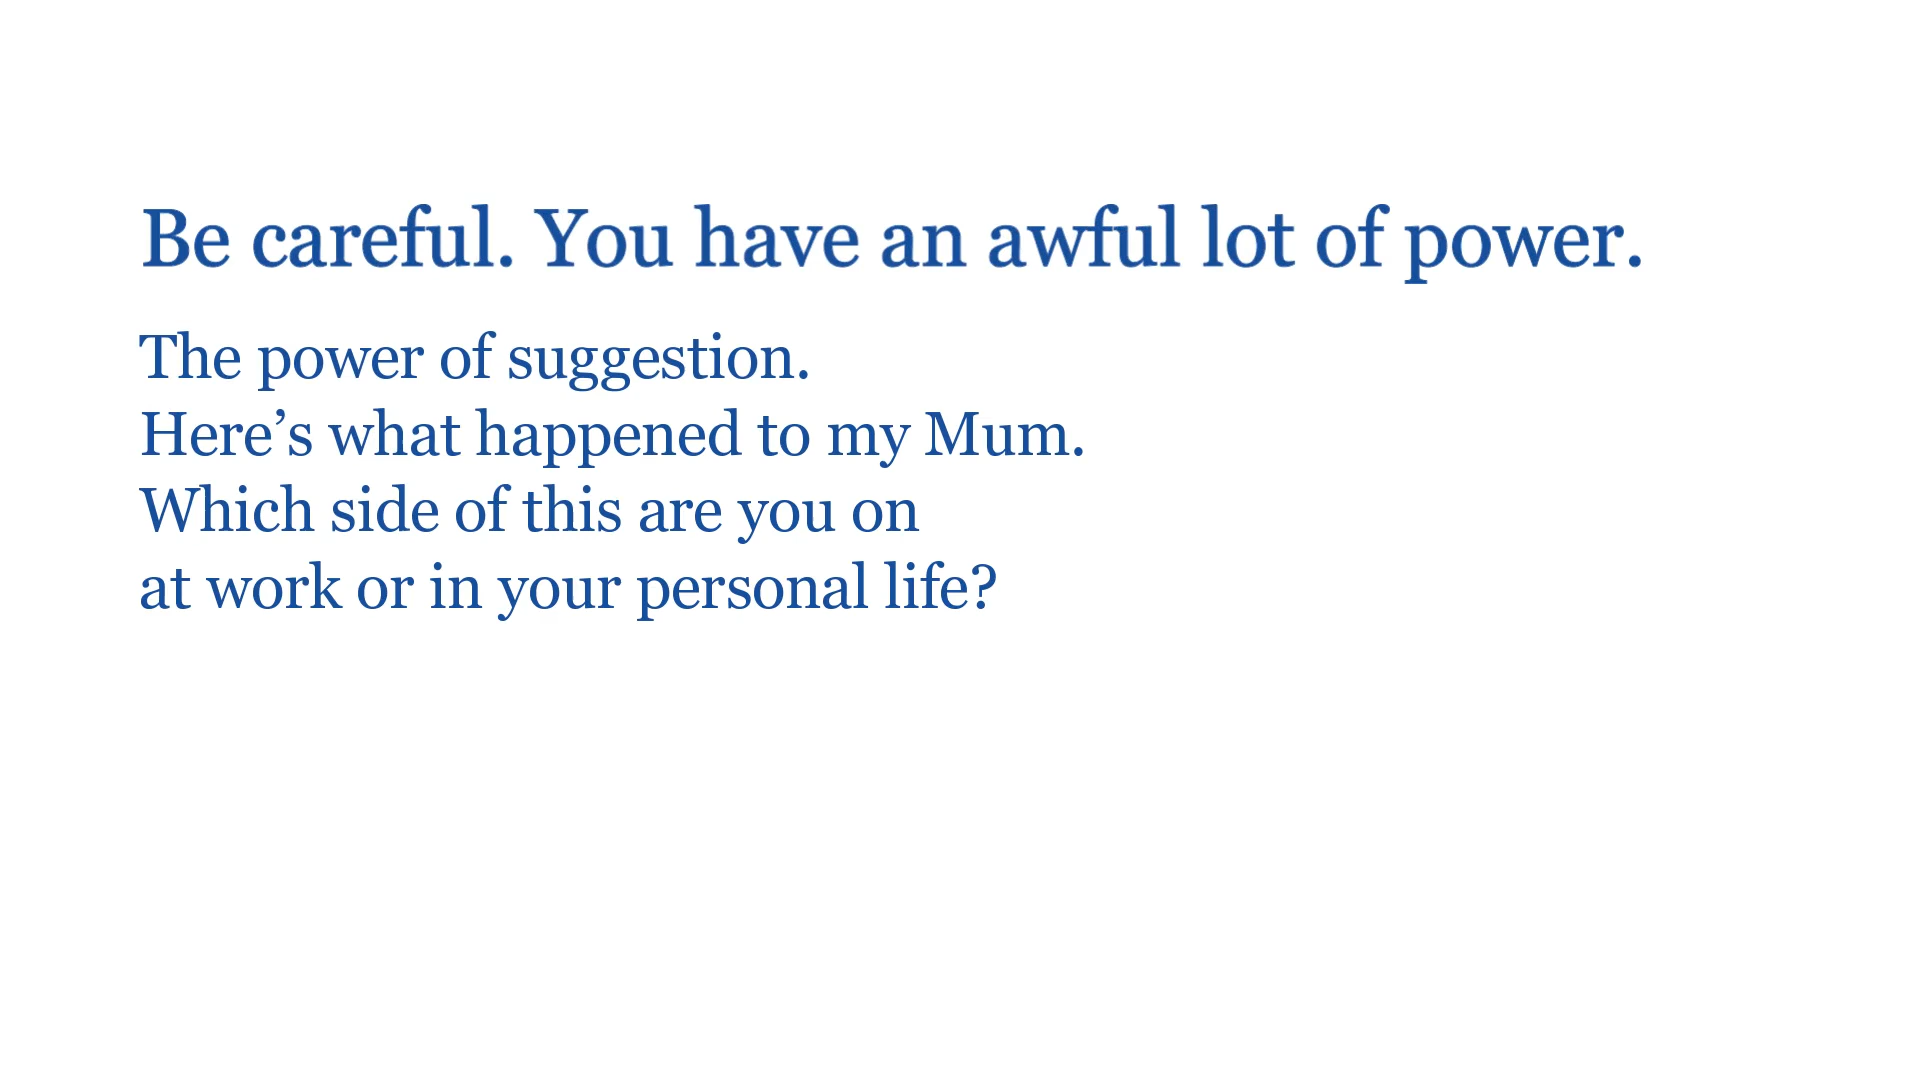 Be careful. You have an awful lot of power.
The power of suggestion.
Here’s what happened to my Mum.
Which side of this are you on
at work or in your personal life?